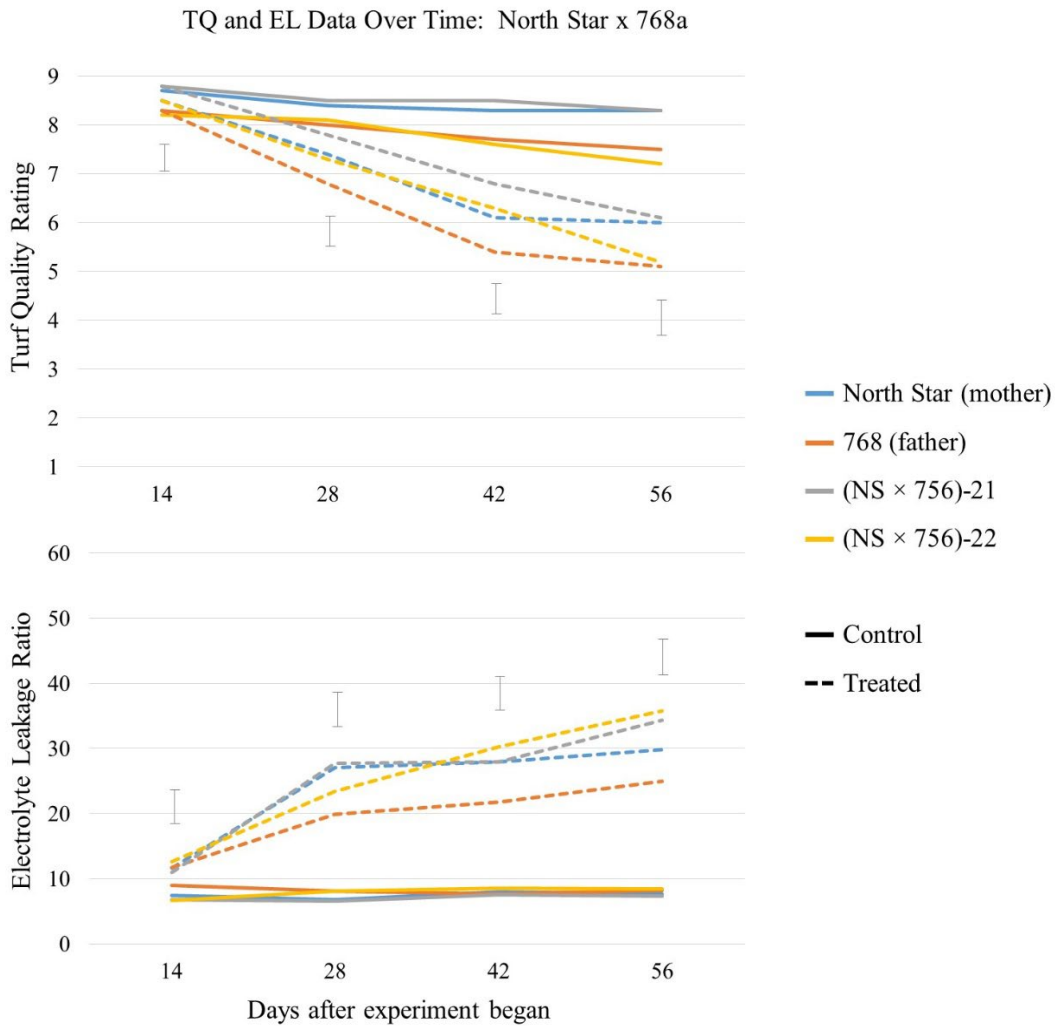 TQ and EL Data Over Time: North Star x 768a
Turf Quality Rating
9
8
7
6
5
4
3
2
1
14 28 42 56
North Star (mother)
768 (father)
(NS × 756)-21
(NS × 756)-22
Control
Treated
Electrolyte Leakage Ratio
60
50
40
30
20
10
0
14 28 42 56
Days after experiment began